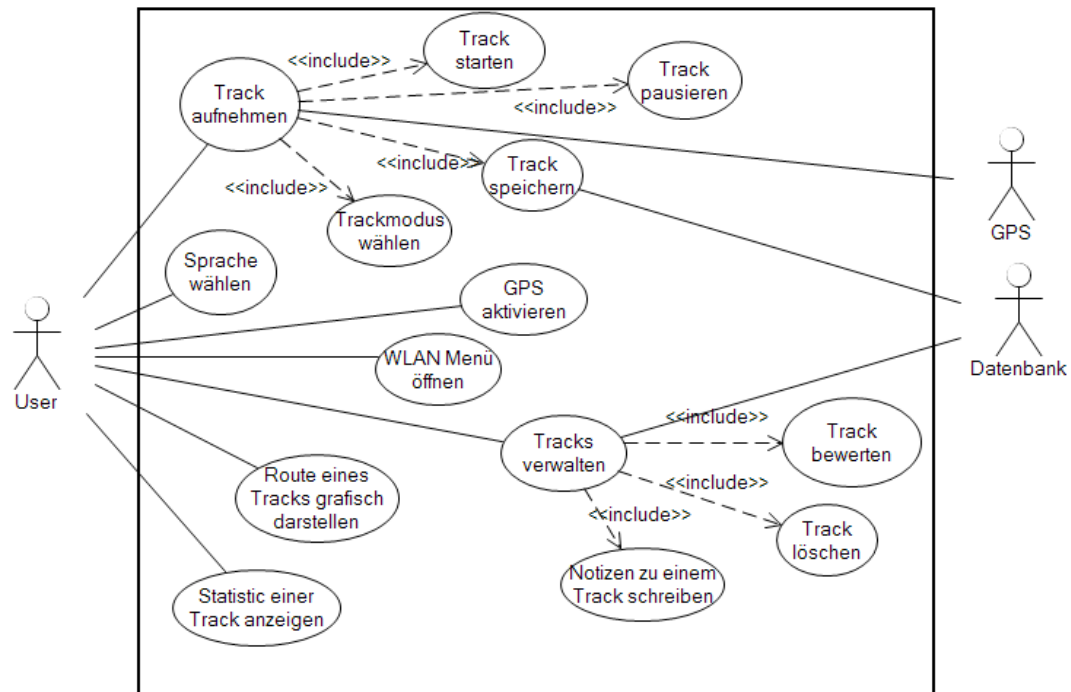 Track
starten
<<include>>
Track
pausieren
Track
aufnehmen
<<include>>
<<include>>
Track
speichern
<<include>>
Trackmodus
wählen
GPS
Sprache
wählen
GPS
aktivieren
WLAN Menü
öffnen
Datenbank
User
<<include>>
Tracks
verwalten
Track
bewerten
Route eines
Tracks grafisch
darstellen
<<include>>
<<include>>
Track
löschen
Notizen zu einem
Track schreiben
Statistic einer
Track anzeigen